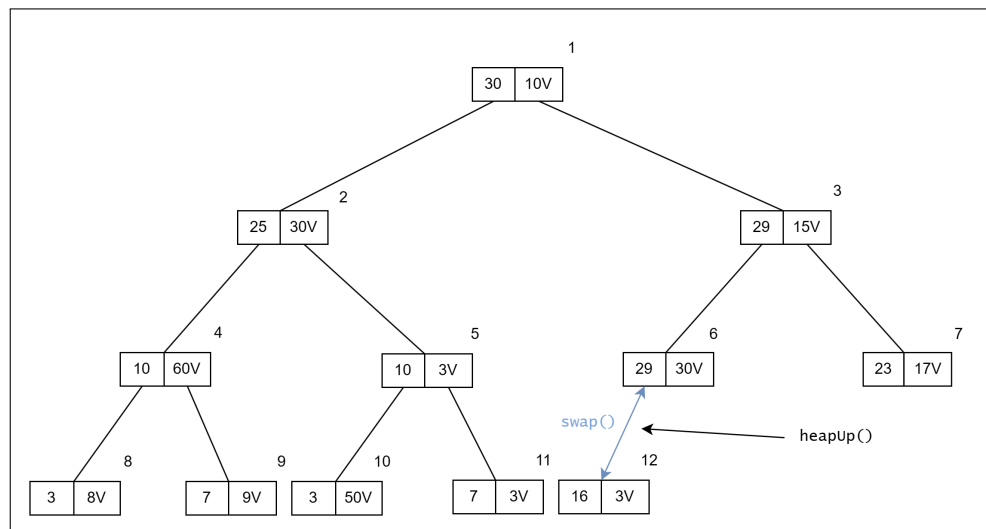 1
30 10V
2
25 30V
3
29 15V
4
10 60V
5
10 3V
6
29 30V
7
23 17V
swap()
heapUp()
8
3 8V
9
7 9V
10
3 50V
11
7 3V
12
16 3V